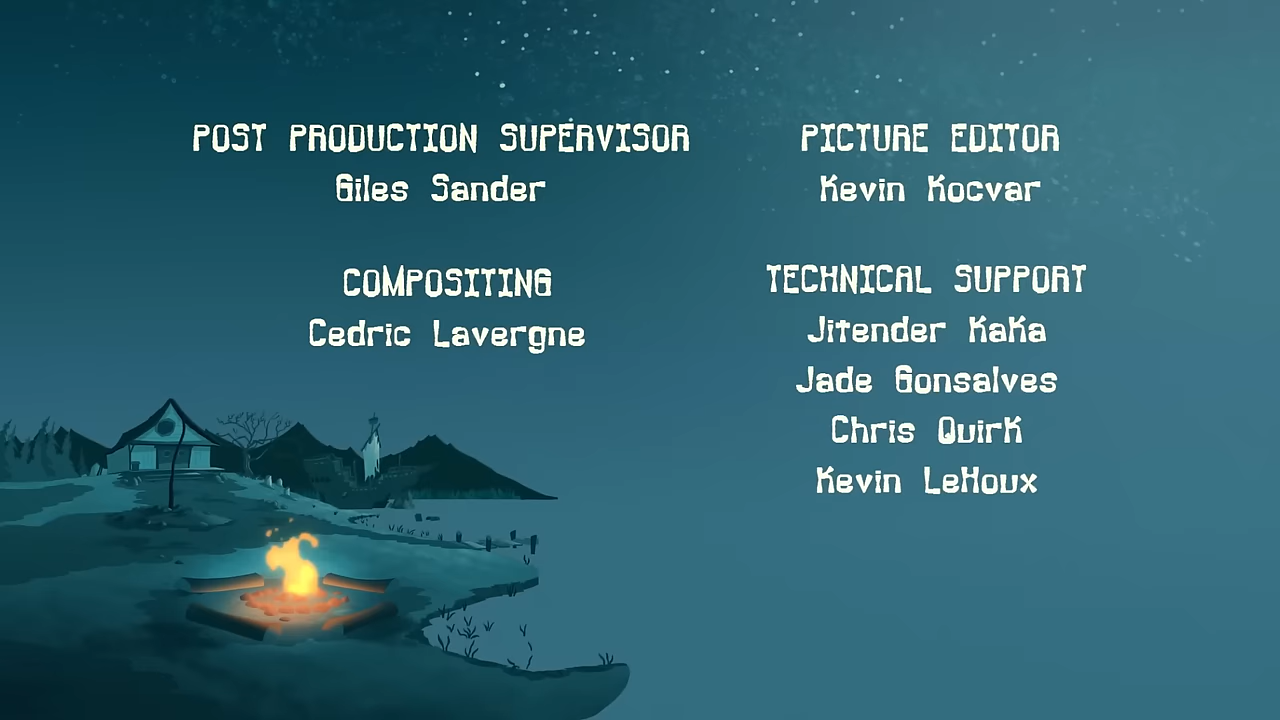 POST PRODUCTION SUPERVISOR
Giles Sander
COMPOSITING
Cedric Lavergne
PICTURE EDITOR
Kevin Kocvar
TECHNICAL SUPPORT
Jitender KaKa
Jade Gonsalves
Chris QuirK
Kevin LeHoux